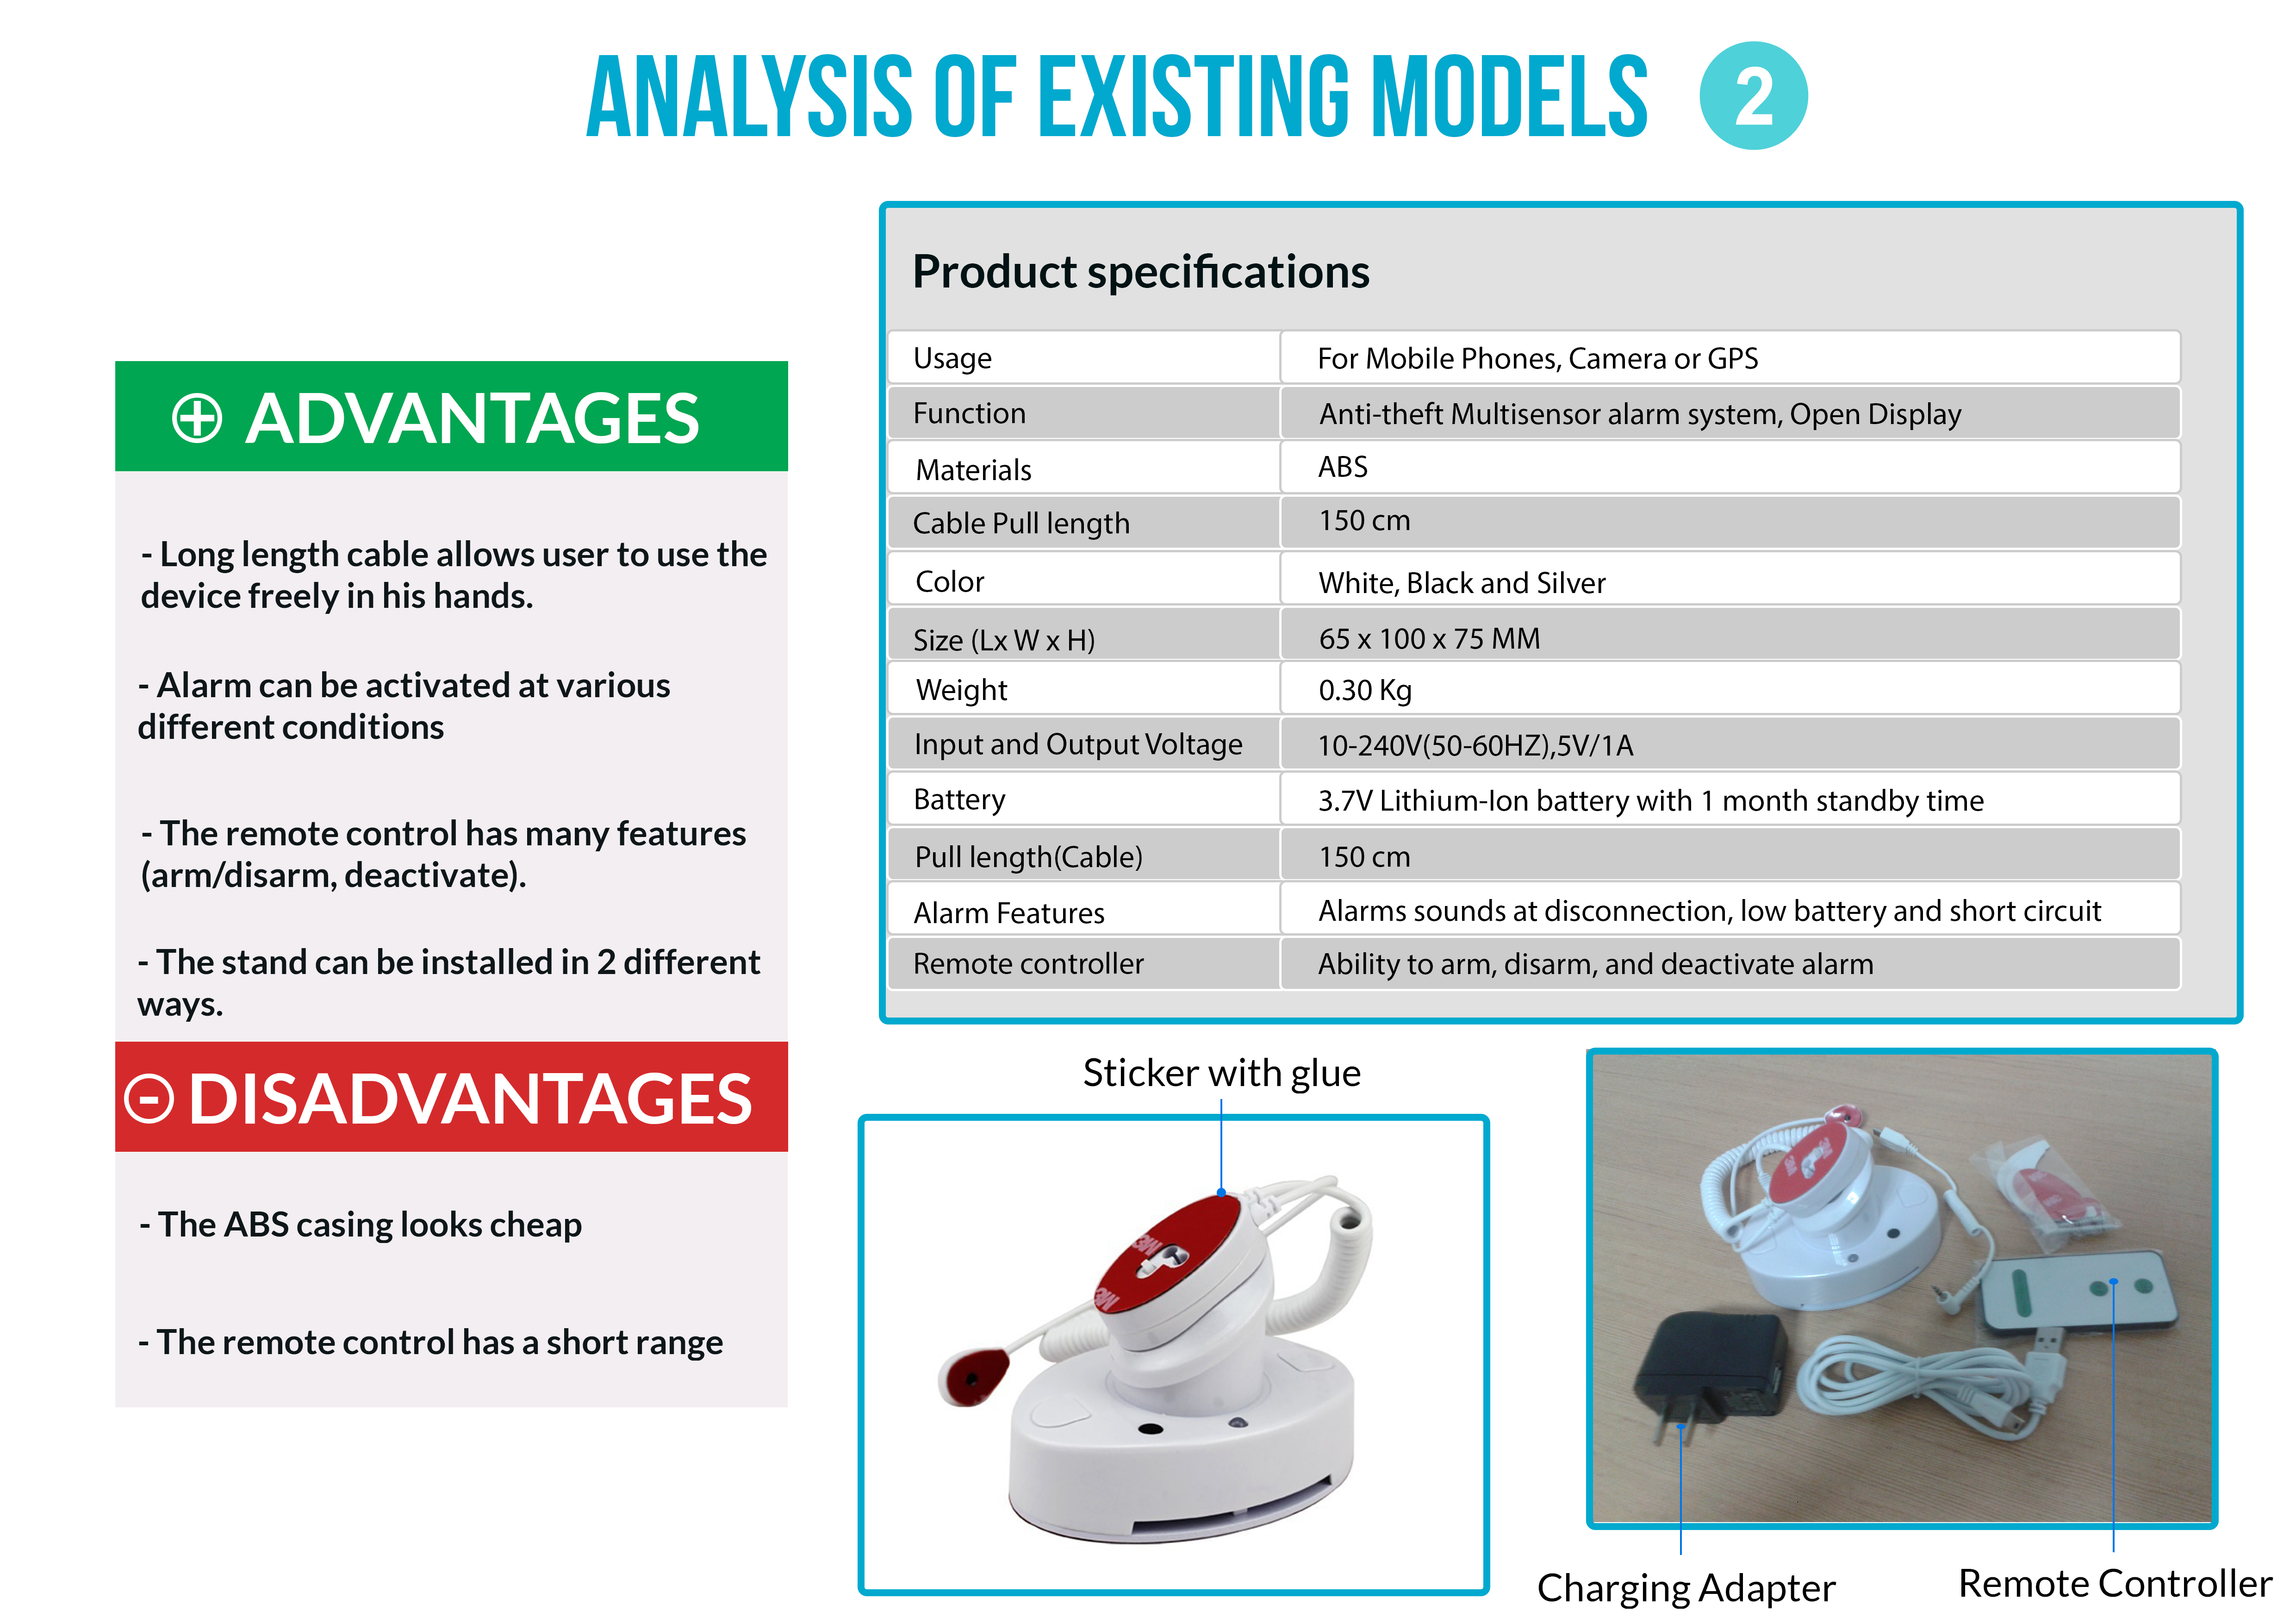 ANALYSIS OF EXISTING MODELS 2
+ ADVANTAGES
- Long length cable allows user to use the
device freely in his hands.
- Alarm can be activated at various
different conditions
- The remote control has many features
(arm/disarm, deactivate).
- The stand can be installed in 2 different
ways.
- DISADVANTAGES
- The ABS casing looks cheap
- The remote control has a short range
Product specifications
Usage For Mobile Phones, Camera or GPS
Function Anti-theft Multisensor alarm system, Open Display
Materials ABS
Cable Pull length 150 cm
Color White, Black and Silver
Size (Lx W x H) 65 x 100 x 75 MM
Weight 0.30 Kg
Input and Output Voltage 10-240V(50-60HZ),5V/1A
Battery 3.7V Lithium-Ion battery with 1 month standby time
Pull length(Cable) 150 cm
Alarm Features Alarms sounds at disconnection, low battery and short circuit
Remote controller Ability to arm, disarm, and deactivate alarm
Sticker with glue
3M
3M
Charging Adapter
Remote Controller